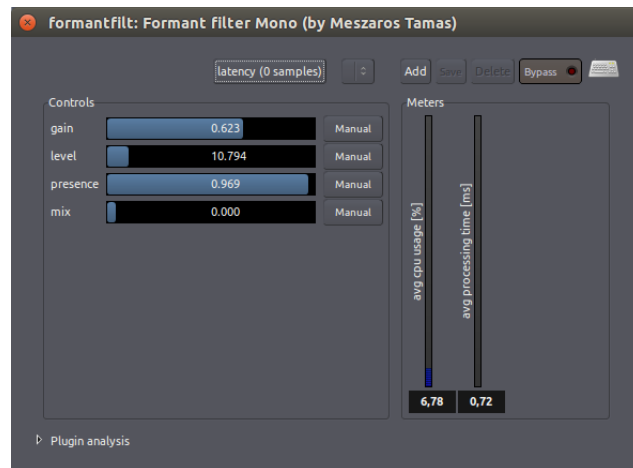 formantfilt: Formant filter Mono (by Meszaros Tamas)
latency (0 samples)
Add
Save
Delete
Bypass
Controls
gain 0.623 Manual
level 10.794 Manual
presence 0.969 Manual
mix 0.000 Manual
Meters
avg cpu usage [%]
avg processing time [ms]
6,78
0,72
Plugin analysis